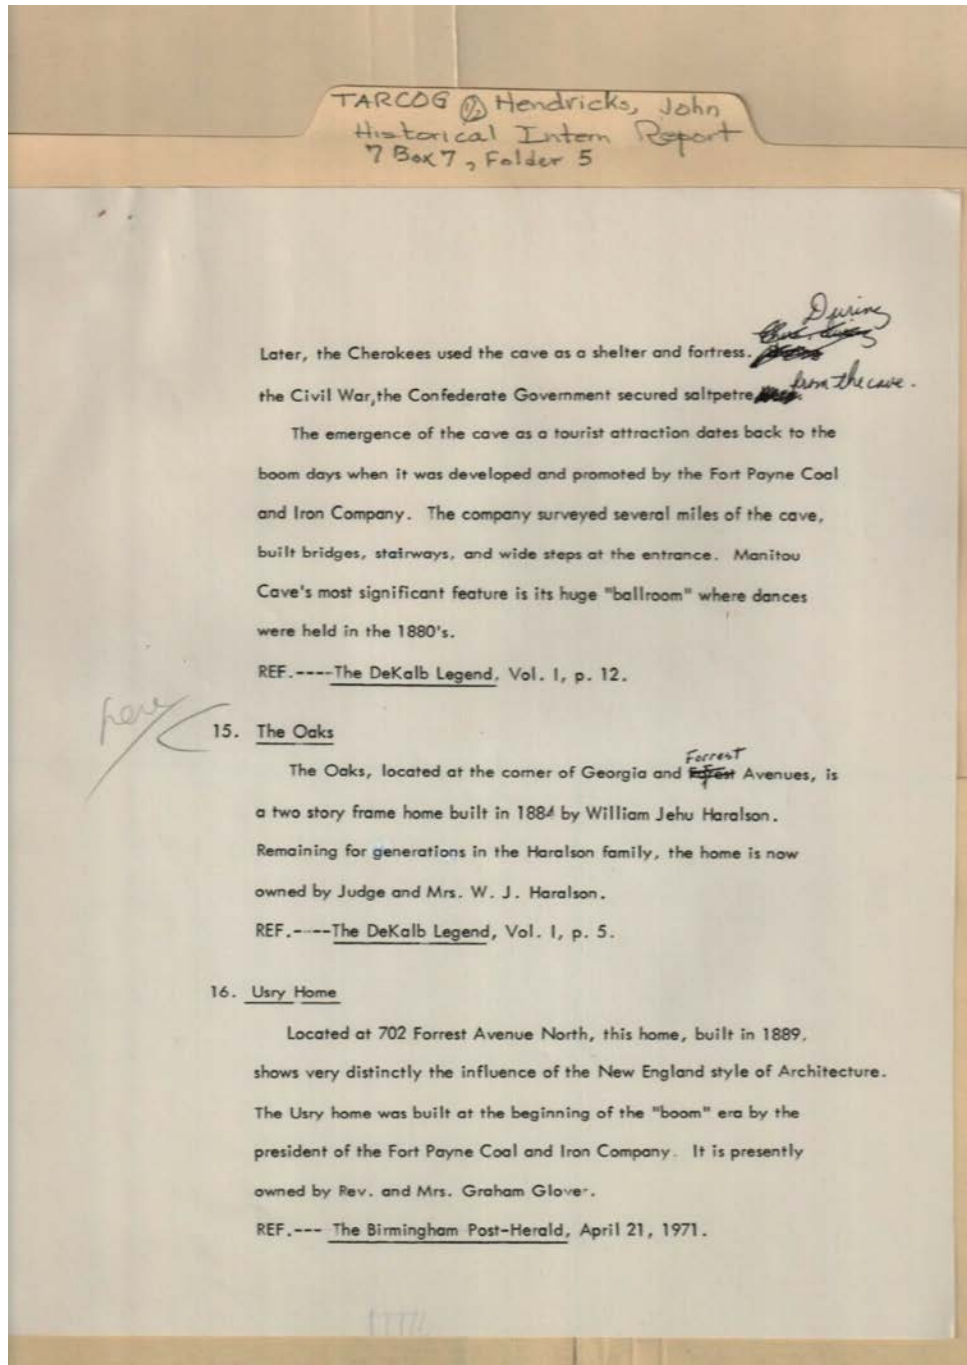 TARCOG 1/2 Hendricks, John
Historical Intern Report
7 Box 7, Folder 5
During
Later, the Cherokees used the cave as a shelter and fortress.
from the cave.
the Civil War, the Confederate Government secured saltpetre
The emergence of the cave as a tourist attraction dates back to the
boom days when it was developed and promoted by the Fort Payne Coal
and Iron Company. The company surveyed several miles of the cave,
built bridges, stairways, and wide steps at the entrance. Manitou
Cave's most significant feature is its huge "ballroom" where dances
were held in the 1880's.
REF.----The DeKalb Legend, Vol. I, p. 12.
here
15. The Oaks
Forrest
The Oaks, located at the corner of Georgia and Avenues, is
a two story frame home built in 1884 by William Jehu Haralson.
Remaining for generations in the Haralson family, the home is now
owned by Judge and Mrs. W. J. Haralson.
REF.----The DeKalb Legend, Vol. I, p. 5.
16. Usry Home
Located at 702 Forrest Avenue North, this home, built in 1889,
shows very distinctly the influence of the New England style of Architecture.
The Usry home was built at the beginning of the "boom" era by the
president of the Fort Payne Coal and Iron Company. It is presently
owned by Rev. and Mrs. Graham Glover.
REF.--- The Birmingham Post-Herald, April 21, 1971.